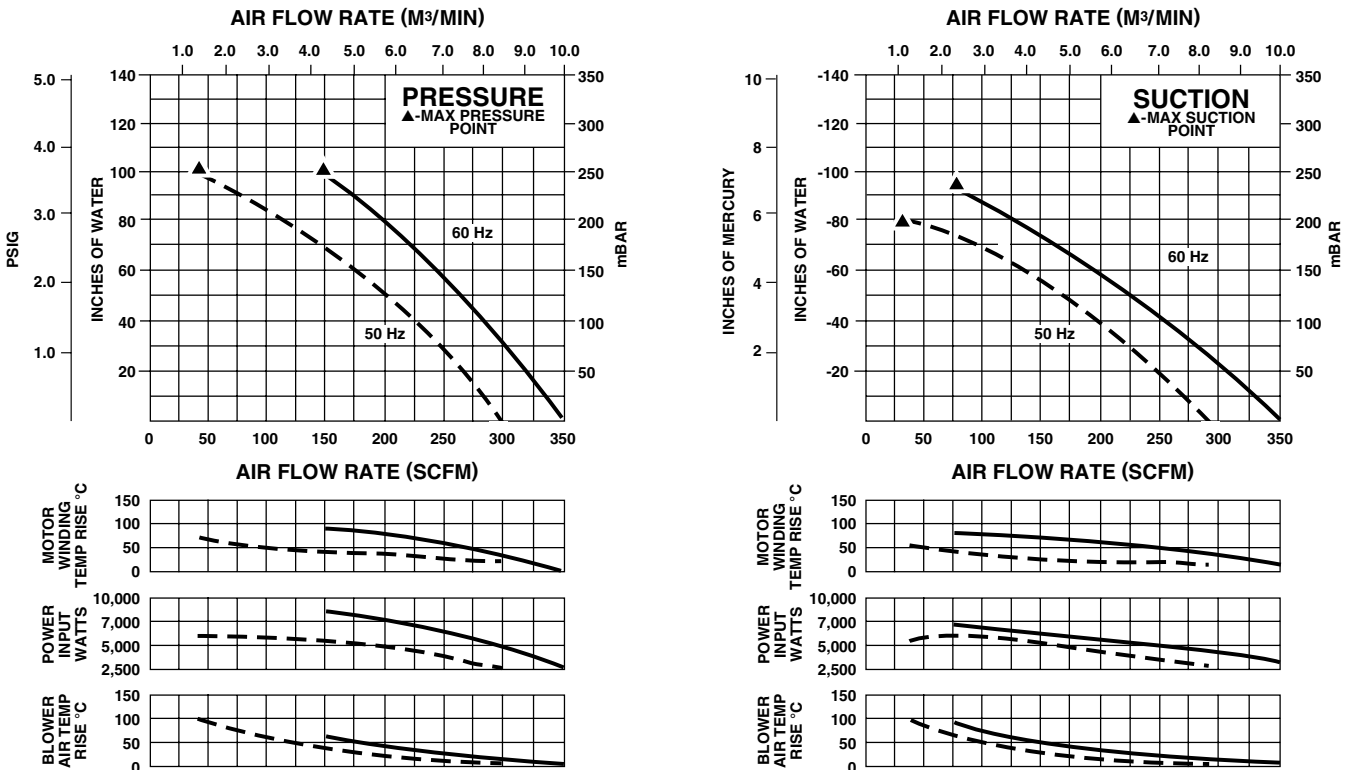 AIR FLOW RATE (M3/MIN)
1.0 2.0 3.0 4.0 5.0 6.0 7.0 8.0 9.0 10.0
PSIG
5.0
4.0
3.0
2.0
1.0
INCHES OF WATER
140
120
100
80
60
40
20
PRESSURE
▲-MAX PRESSURE
POINT
60 Hz
50 Hz
350
300
250
200
150
100
50
mBAR
0 50 100 150 200 250 300 350
AIR FLOW RATE (SCFM)
MOTOR
WINDING
TEMP RISE °C
150
100
50
0
POWER
INPUT
WATTS
10,000
7,000
5,000
2,500
BLOWER
AIR TEMP
RISE °C
150
100
50
0
AIR FLOW RATE (M3/MIN)
1.0 2.0 3.0 4.0 5.0 6.0 7.0 8.0 9.0 10.0
INCHES OF MERCURY
10
8
6
4
2
INCHES OF WATER
-140
-120
-100
-80
-60
-40
-20
SUCTION
▲-MAX SUCTION
POINT
60 Hz
50 Hz
350
300
250
200
150
100
50
mBAR
0 50 100 150 200 250 300 350
AIR FLOW RATE (SCFM)
MOTOR
WINDING
TEMP RISE °C
150
100
50
0
POWER
INPUT
WATTS
10,000
7,000
5,000
2,500
BLOWER
AIR TEMP
RISE °C
150
100
50
0